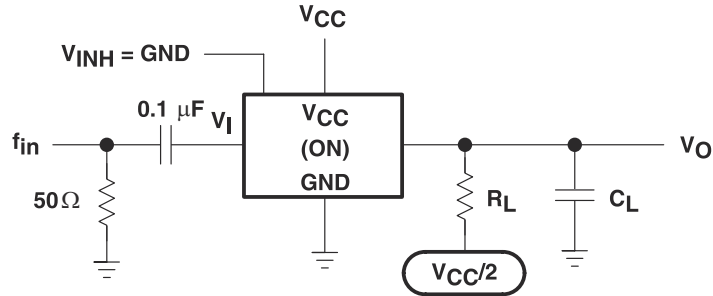 VCC
VINH = GND
0.1 μF
VI
VCC
(ON)
GND
fin
VO
50Ω
RL
CL
VCC/2